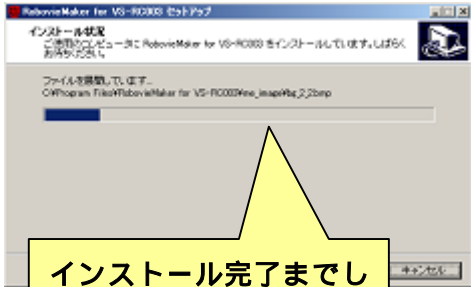 RobovieMaker for VS-RC003 セットアップ
インストール状況
ご使用のコンピュータに RobovieMaker for VS-RC003 をインストールしています。しばらく
お待ちください。
ファイルを展開しています...
C:¥Program Files¥RobovieMaker for VS-RC003¥me_image¥bg_2_2.bmp
インストール完了までし
キャンセル